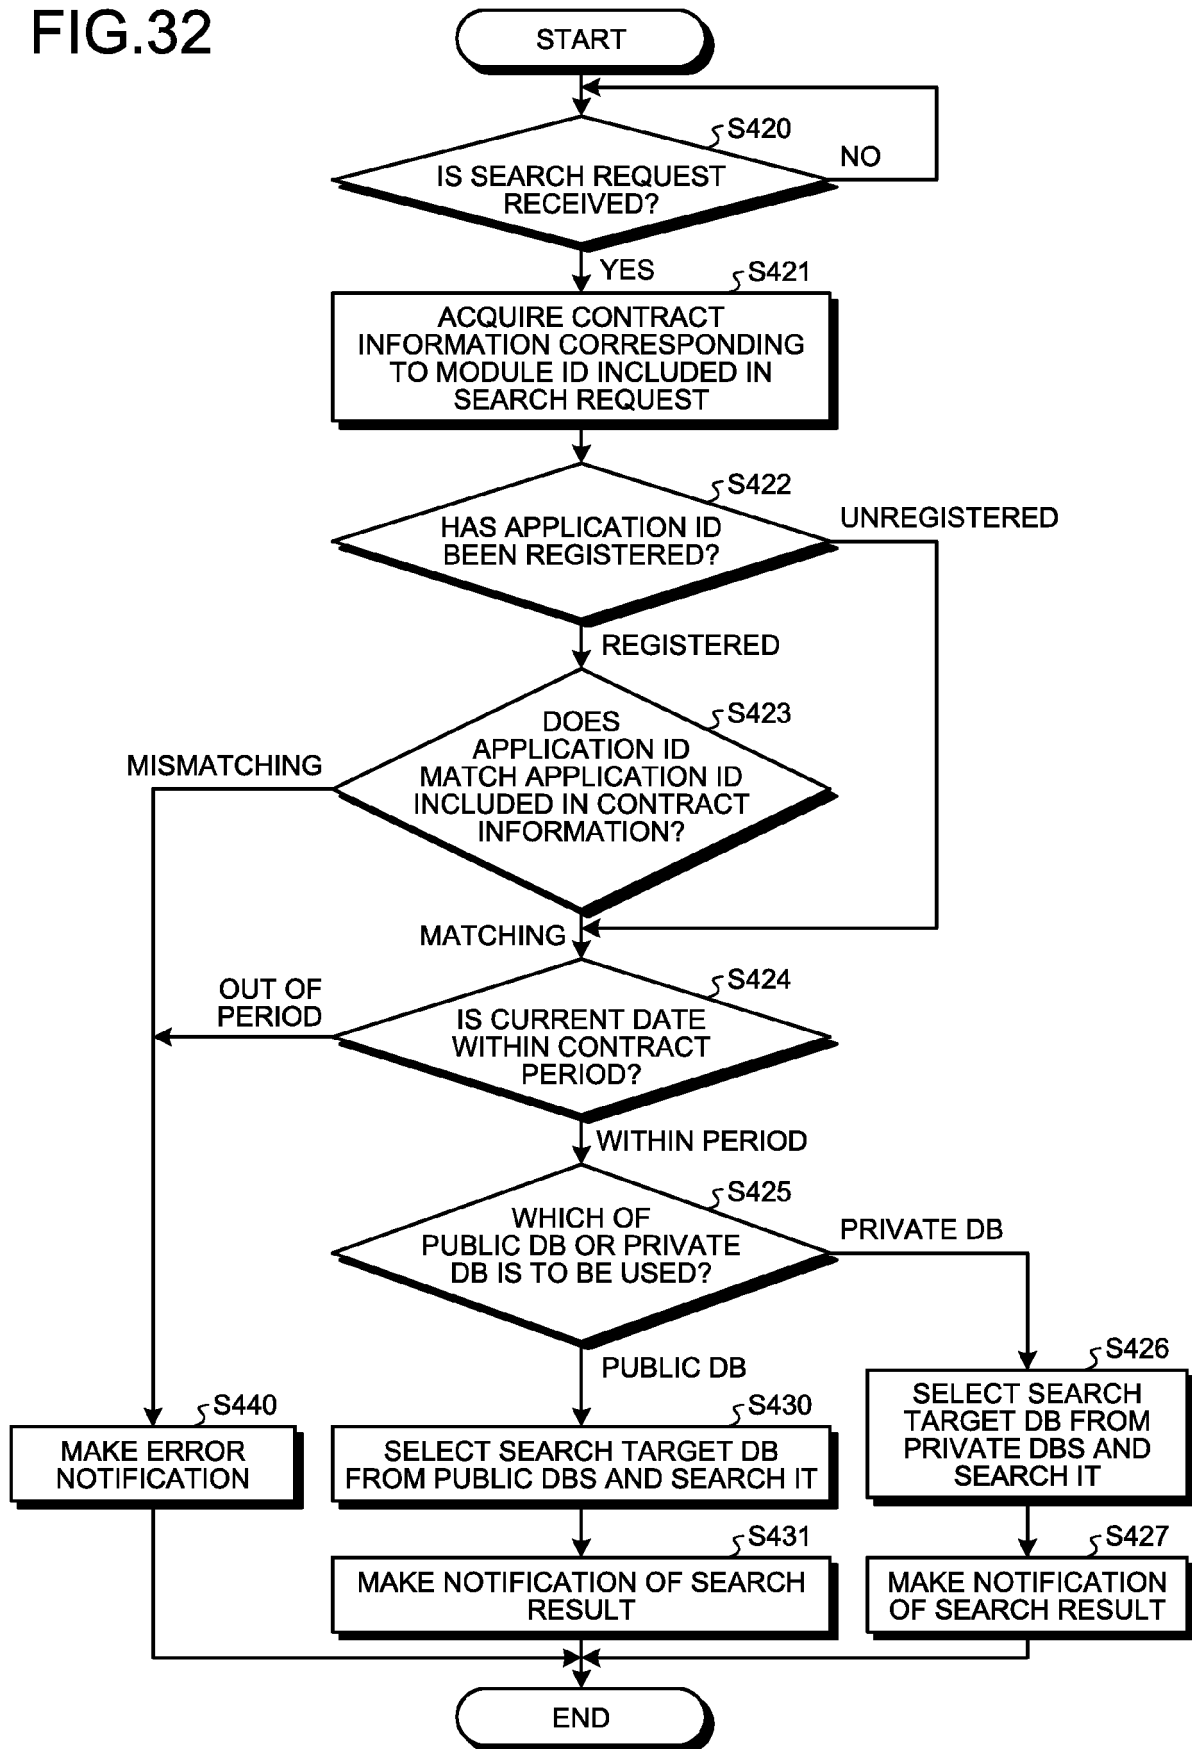 FIG.32
START
S420
IS SEARCH REQUEST
RECEIVED?
NO
YES
S421
ACQUIRE CONTRACT
INFORMATION CORRESPONDING
TO MODULE ID INCLUDED IN
SEARCH REQUEST
S422
HAS APPLICATION ID
BEEN REGISTERED?
UNREGISTERED
REGISTERED
S423
DOES
APPLICATION ID
MATCH APPLICATION ID
INCLUDED IN CONTRACT
INFORMATION?
MISMATCHING
MATCHING
S424
OUT OF
PERIOD
IS CURRENT DATE
WITHIN CONTRACT
PERIOD?
WITHIN PERIOD
S425
WHICH OF
PUBLIC DB OR PRIVATE
DB IS TO BE USED?
PRIVATE DB
PUBLIC DB
S426
SELECT SEARCH
TARGET DB FROM
PRIVATE DBS AND
SEARCH IT
S440
MAKE ERROR
NOTIFICATION
S430
SELECT SEARCH TARGET DB
FROM PUBLIC DBS AND SEARCH IT
S431
MAKE NOTIFICATION OF SEARCH
RESULT
S427
MAKE NOTIFICATION
OF SEARCH RESULT
END